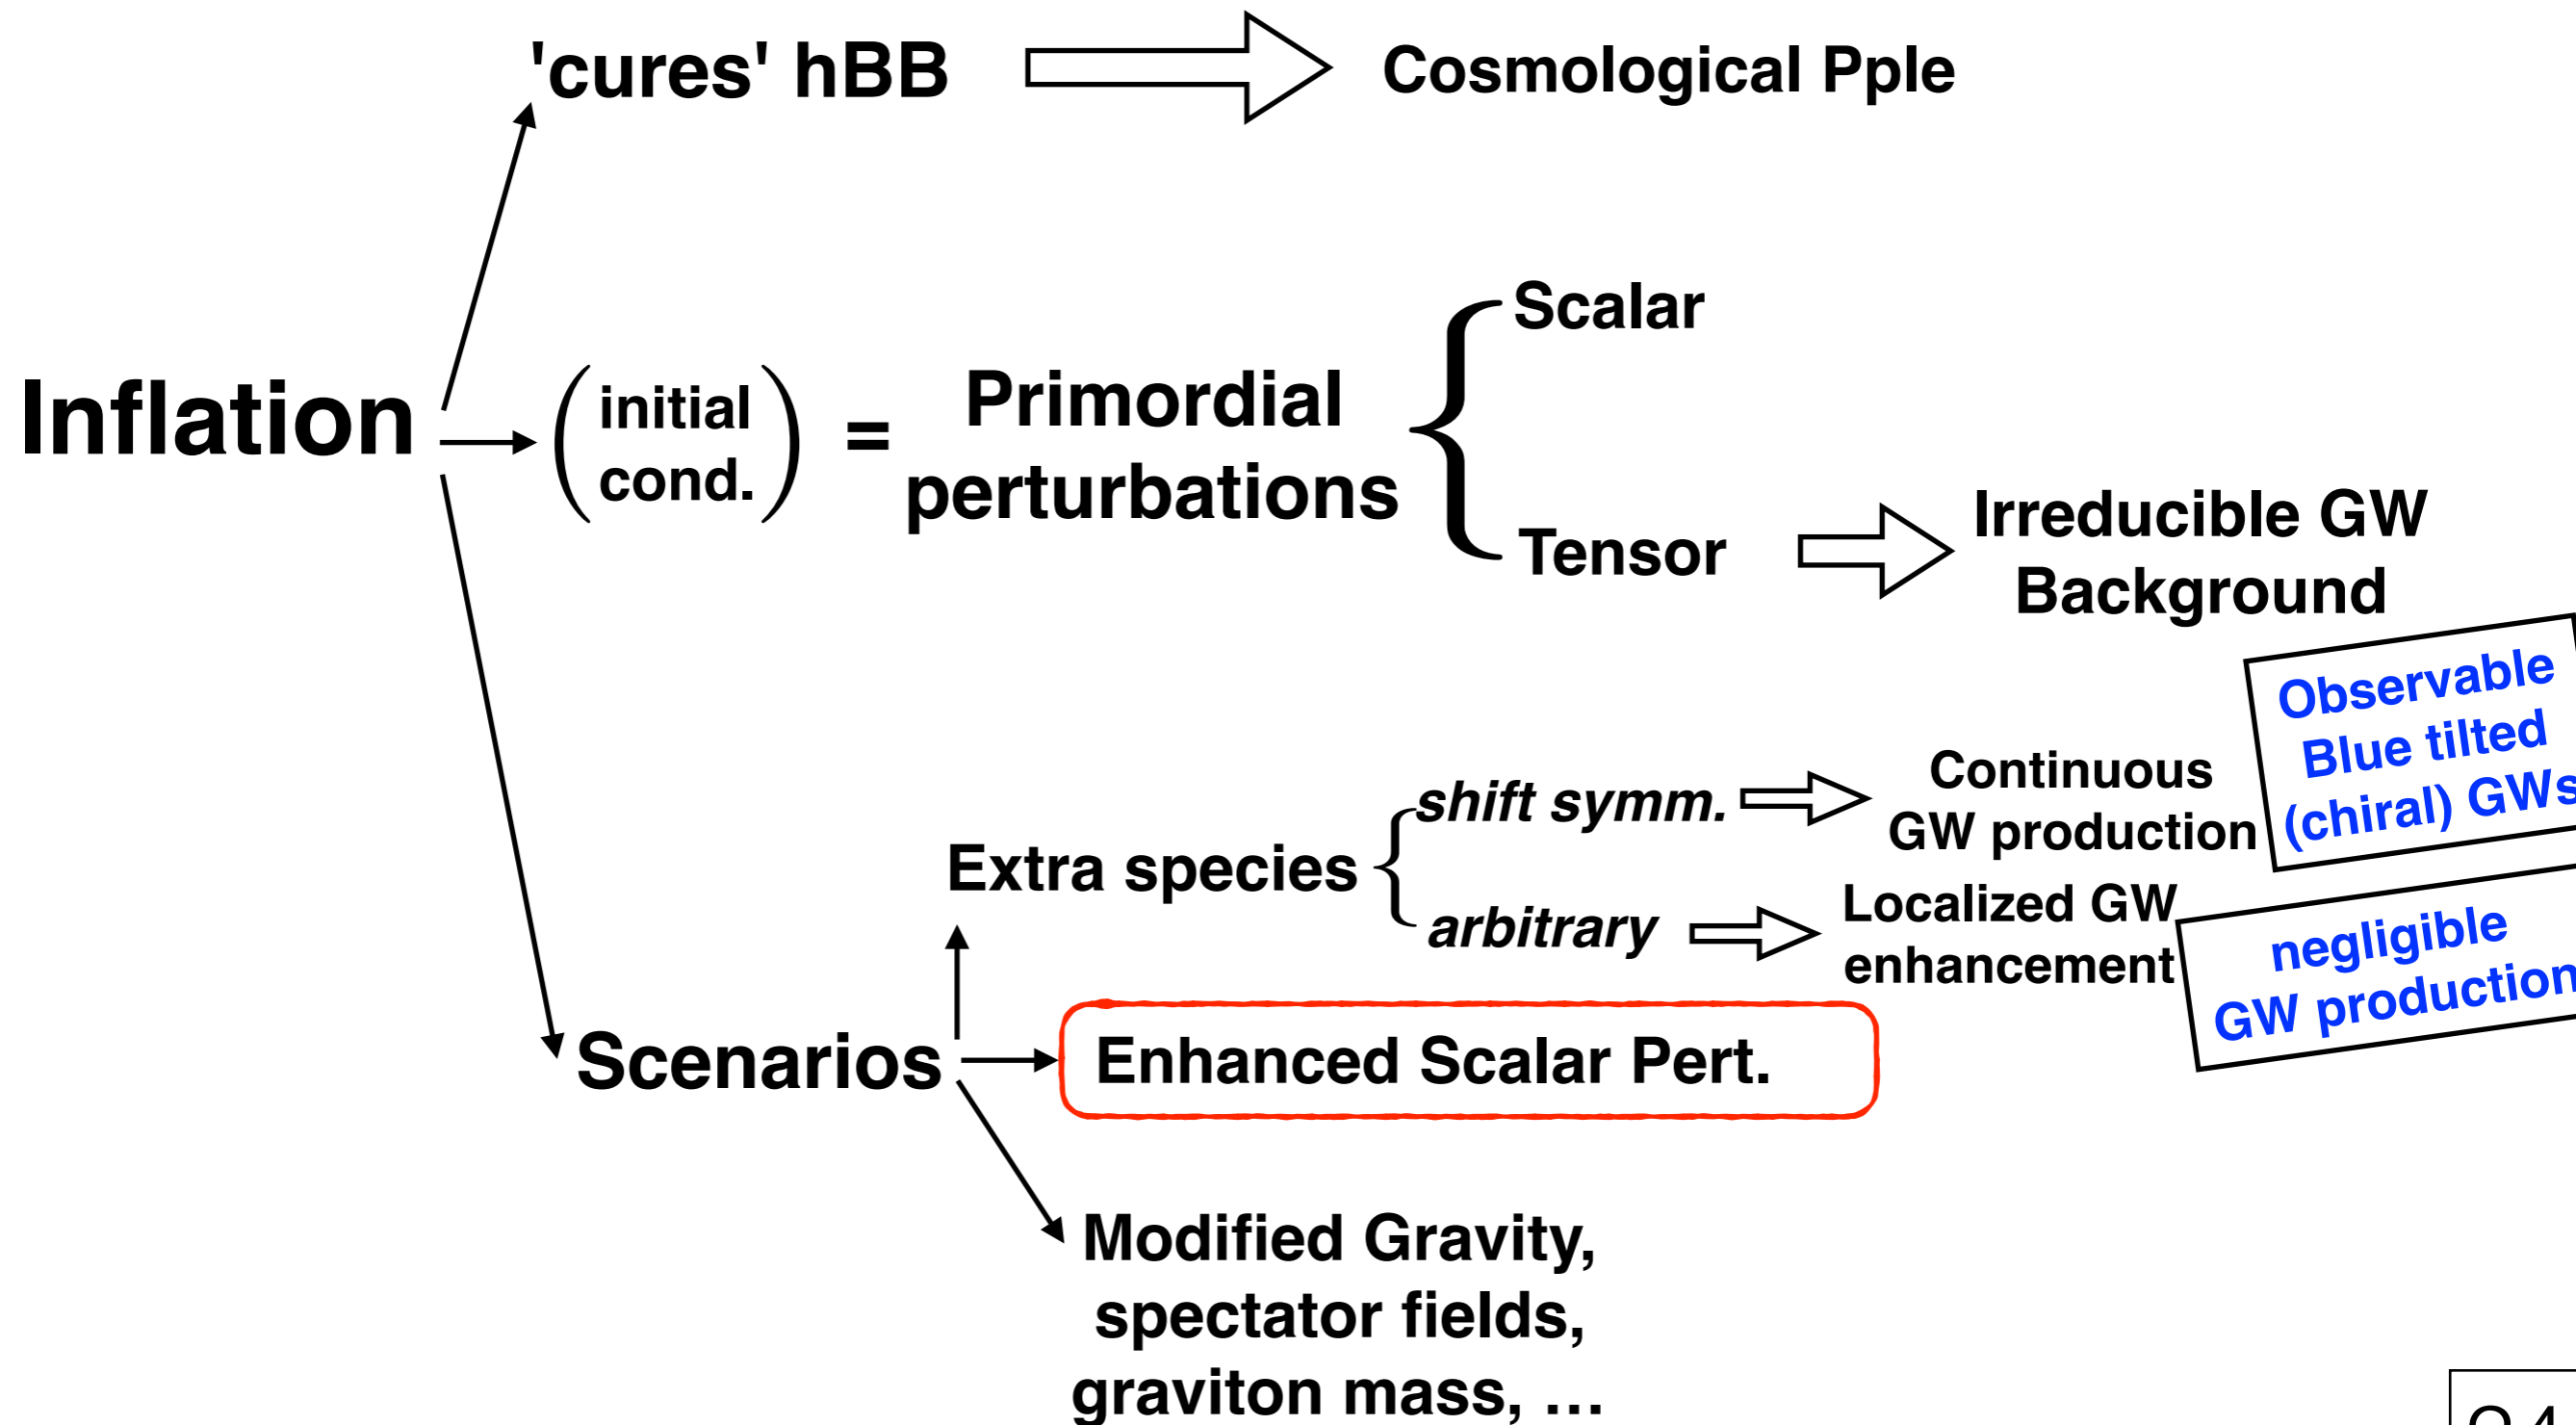 'cures' hBB
Cosmological Pple
Scalar
Inflation
initial
cond.
=
Primordial
perturbations
Tensor
Irreducible GW
Background
Observable
Blue tilted
(chiral) GWs
Extra species
shift symm.
Continuous
GW production
arbitrary
Localized GW
enhancement
negligible
GW production
Scenarios
Enhanced Scalar Pert.
Modified Gravity,
spectator fields,
graviton mass, …